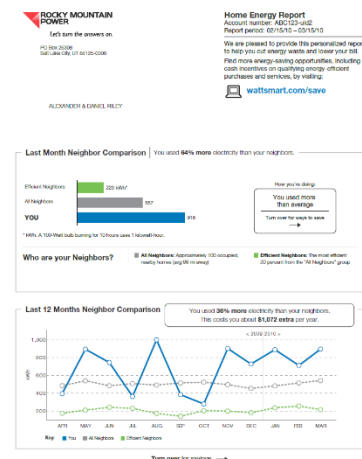 ROCKY MOUNTAIN
POWER
Let's turn the answers on.
PO Box 25308
Salt Lake City, UT 84125-0308
ALEXANDER & DANIEL RILEY
Home Energy Report
Account number: ABC123-uid2
Report period: 02/15/10 – 03/15/10
We are pleased to provide this personalized report
to help you cut energy waste and lower your bill.
Find more energy-saving opportunities, including
cash incentives on qualifying energy-efficient
purchases and services, by visiting:
wattsmart.com/save
Last Month Neighbor Comparison | You used 64% more electricity than your neighbors.
Efficient Neighbors 223 kWh*
All Neighbors 557
YOU 916
* kWh: A 100-Watt bulb burning for 10 hours uses 1 kilowatt-hour.
How you're doing:
You used more
than average
Turn over for ways to save
Who are your Neighbors?
All Neighbors: Approximately 100 occupied,
nearby homes (avg 96 mi away)
Efficient Neighbors: The most efficient
20 percent from the "All Neighbors" group
Last 12 Months Neighbor Comparison
You used 36% more electricity than your neighbors.
This costs you about $1,072 extra per year.
< 2009 2010 >
1,000
800
600
400
200
kWh
APR MAY JUN JUL AUG SEP OCT NOV DEC JAN FEB MAR
Key You All Neighbors Efficient Neighbors
Turn over for savings